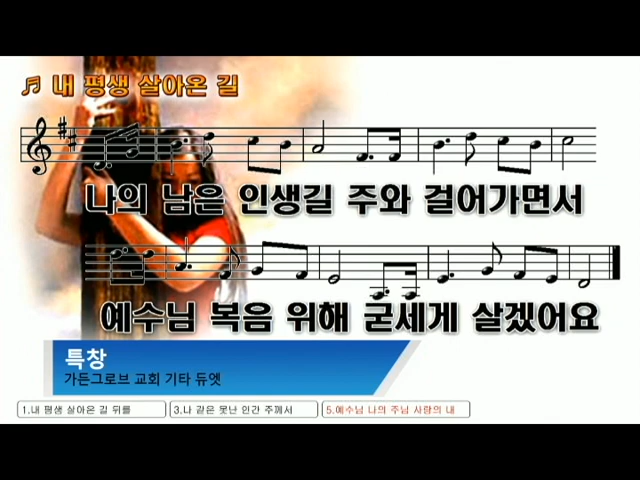 ♬ 내 평생 살아온 길
나의 남은 인생길 주와 걸어가면서
예수님 복음 위해 굳세게 살겠어요
특창
가든그로브 교회 기타 듀엣
1.내 평생 살아온 길 뒤를
3.나 같은 못난 인간 주께서
5.예수님 나의 주님 사랑의 내